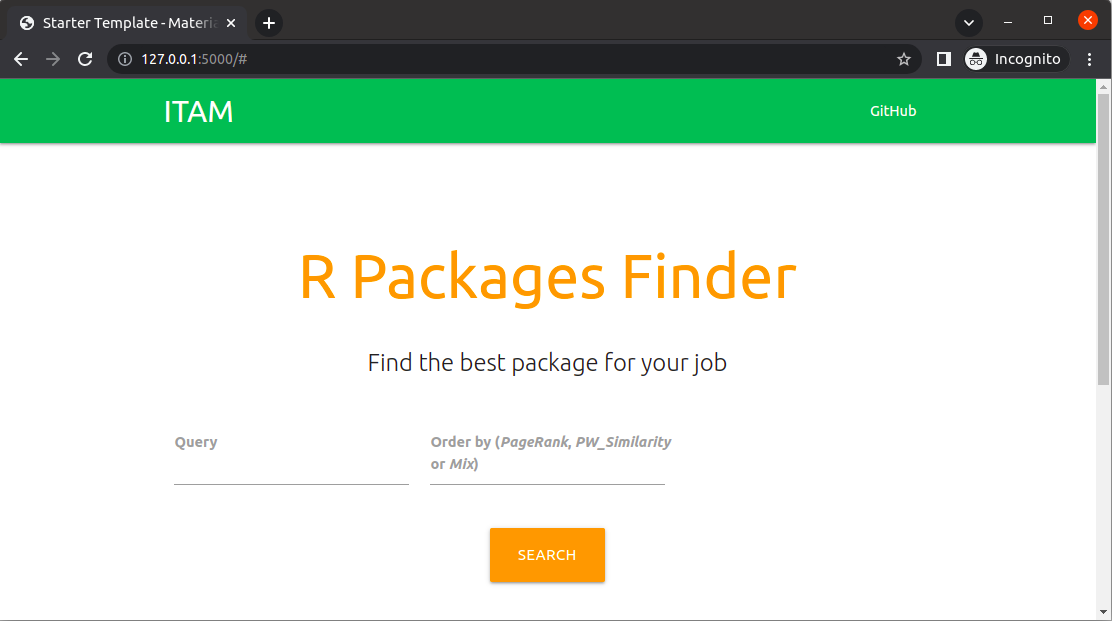 Starter Template - Materia
127.0.0.1:5000/#
Incognito
ITAM
GitHub
R Packages Finder
Find the best package for your job
Query
Order by (PageRank, PW_Similarity
or Mix)
SEARCH